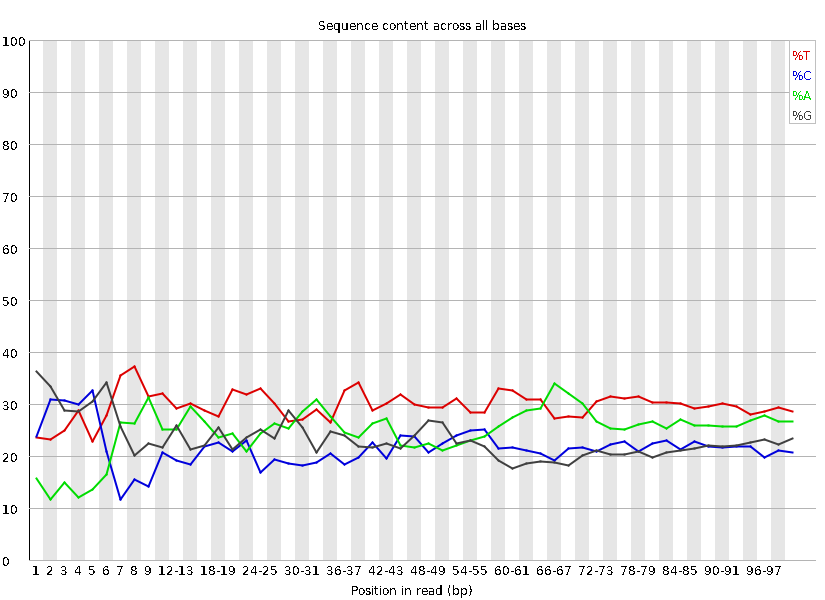 Sequence content across all bases
100
90
80
70
60
50
40
30
20
10
0
%T
%C
%A
%G
1 2 3 4 5 6 7 8 9 12-13 18-19 24-25 30-31 36-37 42-43 48-49 54-55 60-61 66-67 72-73 78-79 84-85 90-91 96-97
Position in read (bp)